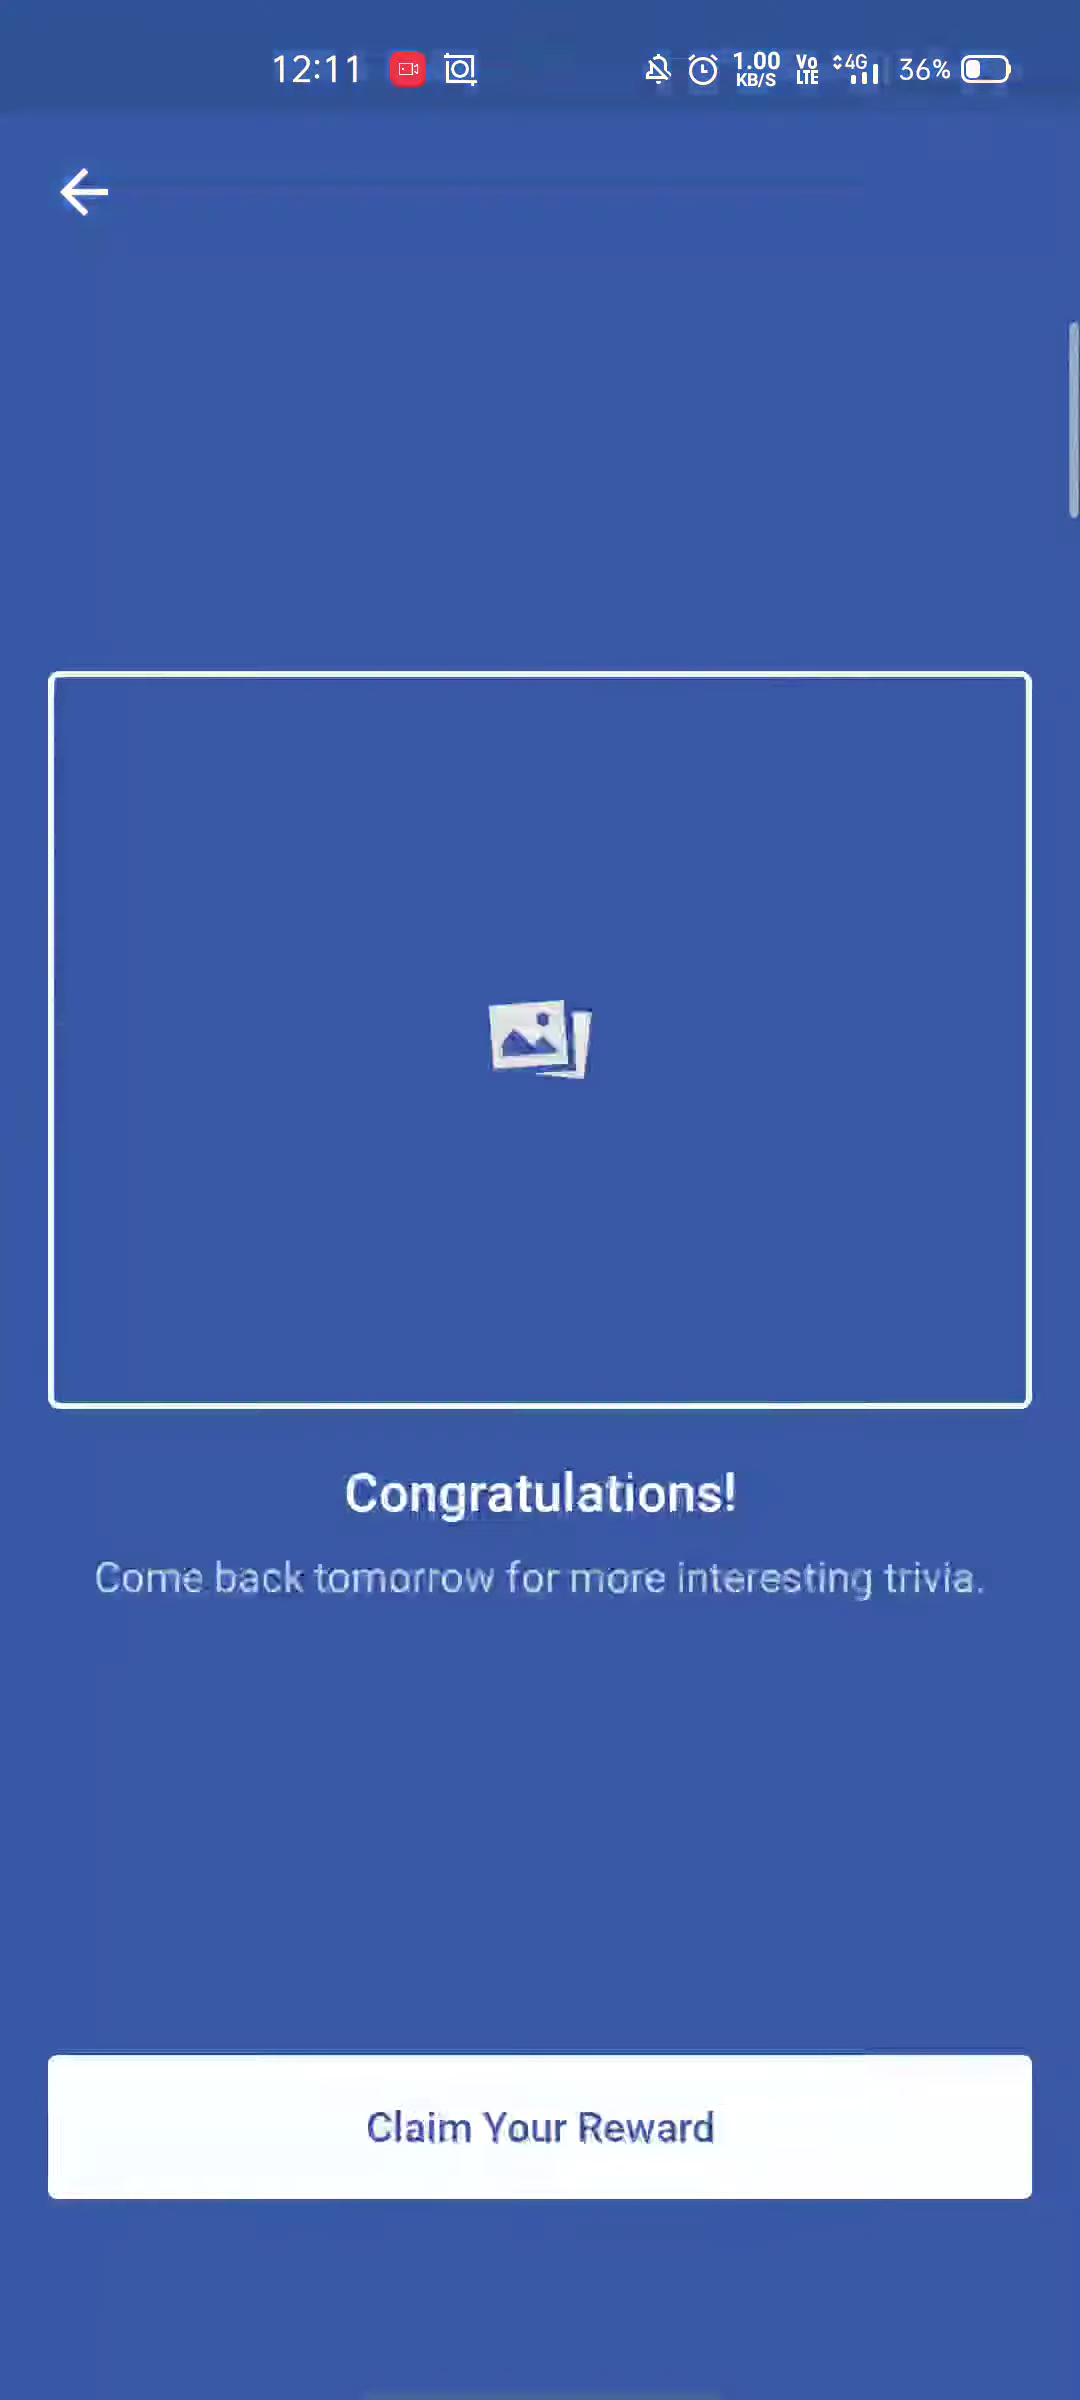 12:11
1.00 KB/S Vo LTE 4G 36%
Congratulations!
Come back tomorrow for more interesting trivia.
Claim Your Reward